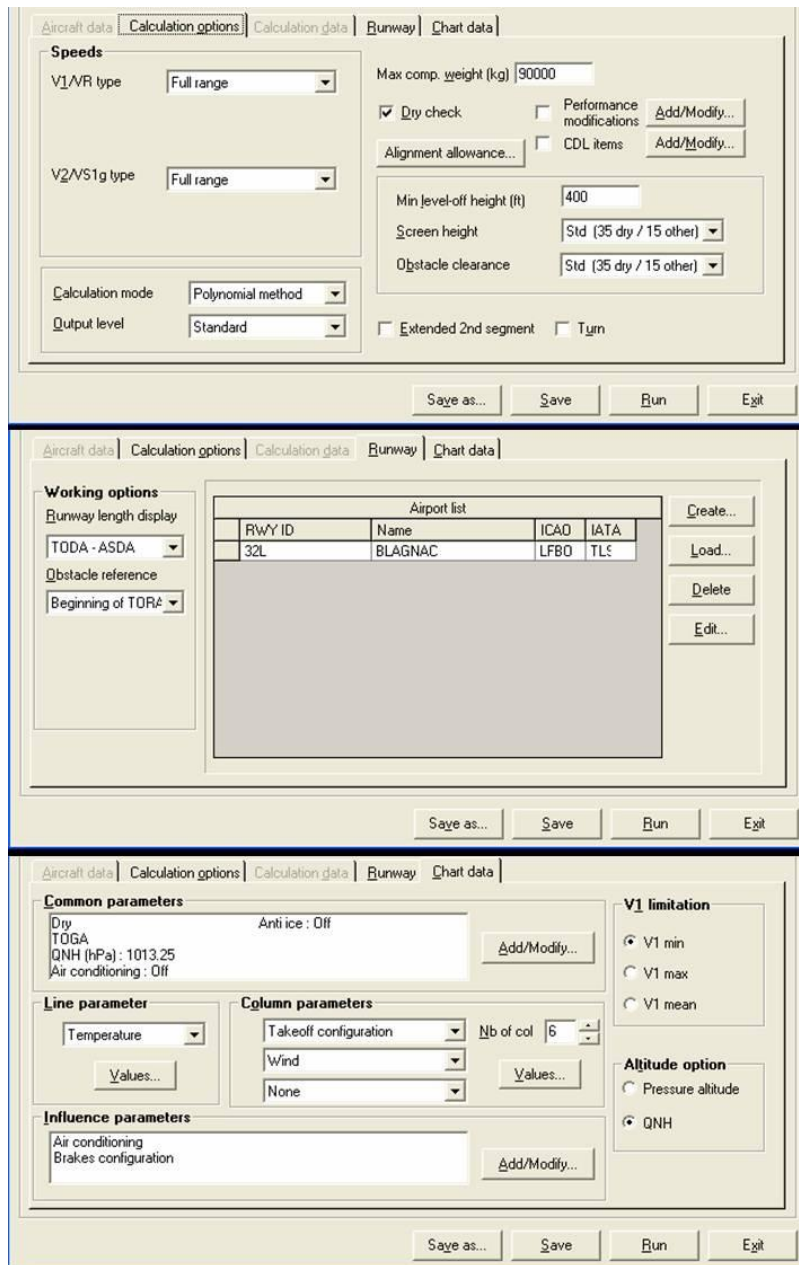 Aircraft data Calculation options Calculation data Runway Chart data
Speeds
V1/VR type Full range
V2/VS1g type Full range
Calculation mode Polynomial method
Output level Standard
Max comp. weight (kg) 90000
Dry check
Performance modifications Add/Modify...
Alignment allowance...
CDL items Add/Modify...
Min level-off height (ft) 400
Screen height Std (35 dry / 15 other)
Obstacle clearance Std (35 dry / 15 other)
Extended 2nd segment Turn
Save as... Save Run Exit
Aircraft data Calculation options Calculation data Runway Chart data
Working options
Runway length display
TODA - ASDA
Obstacle reference
Beginning of TORA
Airport list
RWY ID Name ICAO IATA
32L BLAGNAC LFBO TLS
Create...
Load...
Delete
Edit...
Save as... Save Run Exit
Aircraft data Calculation options Calculation data Runway Chart data
Common parameters
Dry Anti ice : Off
TOGA
QNH (hPa) : 1013.25
Air conditioning : Off
Add/Modify...
Line parameter
Temperature
Values...
Column parameters
Takeoff configuration
Wind
None
Nb of col 6
Values...
Influence parameters
Air conditioning
Brakes configuration
Add/Modify...
V1 limitation
V1 min
V1 max
V1 mean
Altitude option
Pressure altitude
QNH
Save as... Save Run Exit